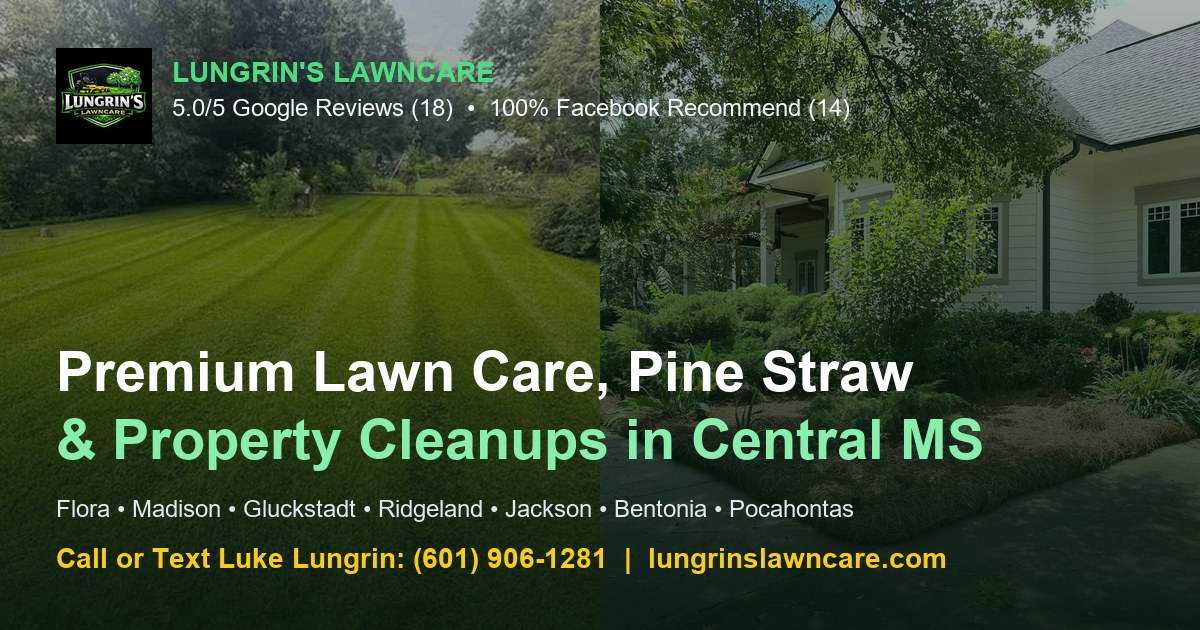 LUNGRIN'S
LAWNCARE
LUNGRIN'S LAWNCARE
5.0/5 Google Reviews (18) • 100% Facebook Recommend (14)
Premium Lawn Care, Pine Straw
& Property Cleanups in Central MS
Flora • Madison • Gluckstadt • Ridgeland • Jackson • Bentonia • Pocahontas
Call or Text Luke Lungrin: (601) 906-1281 | lungrinslawncare.com